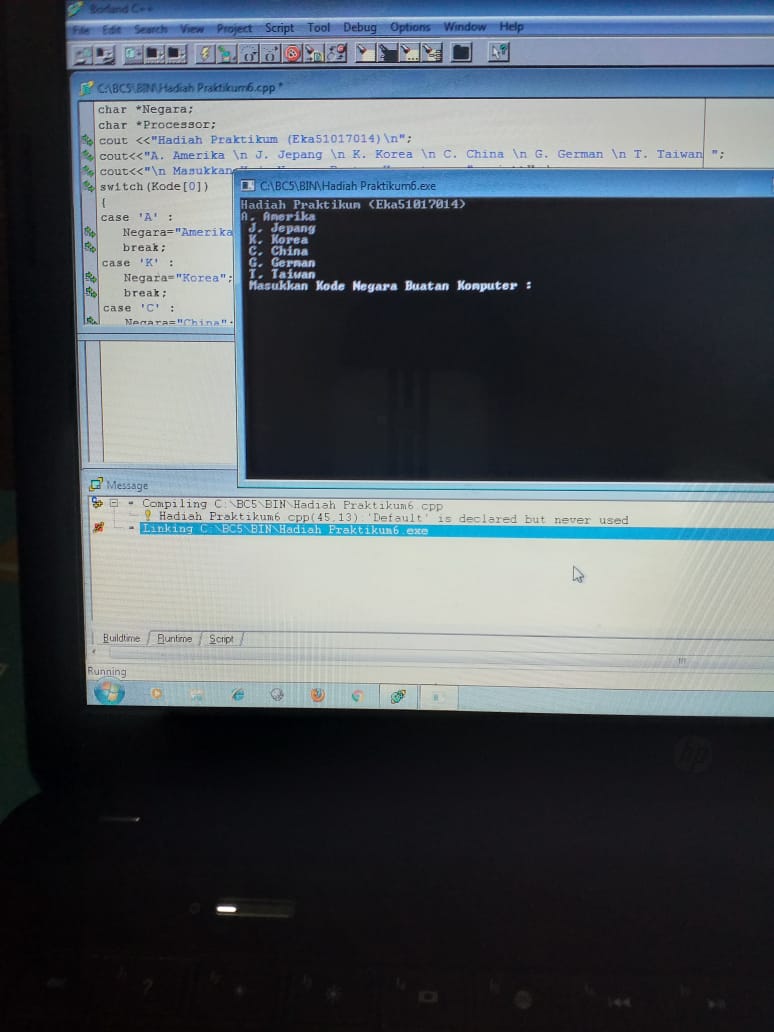 Borland C++
File Edit Search View Project Script Tool Debug Options Window Help
C:\BC5\BIN\Hadiah Praktikum6.cpp *
char *Negara;
char *Processor;
cout <<"Hadiah Praktikum (Eka51017014)\n";
cout<<"A. Amerika \n J. Jepang \n K. Korea \n C. China \n G. German \n T. Taiwan ";
cout<<"\n Masukkan
switch(Kode[0])
{
case 'A' :
Negara="Amerika
break;
case 'K' :
Negara="Korea";
break;
case 'C' :
Negara="China"
C:\BC5\BIN\Hadiah Praktikum6.exe
Hadiah Praktikum (Eka51017014)
A. Amerika
J. Jepang
K. Korea
C. China
G. German
T. Taiwan
Masukkan Kode Negara Buatan Komputer :
Message
Compiling C:\BC5\BIN\Hadiah Praktikum6.cpp
Hadiah Praktikum6.cpp(45,13):'Default' is declared but never used
Linking C:\BC5\BIN\Hadiah Praktikum6.exe
Buildtime Runtime Script
Running
hp